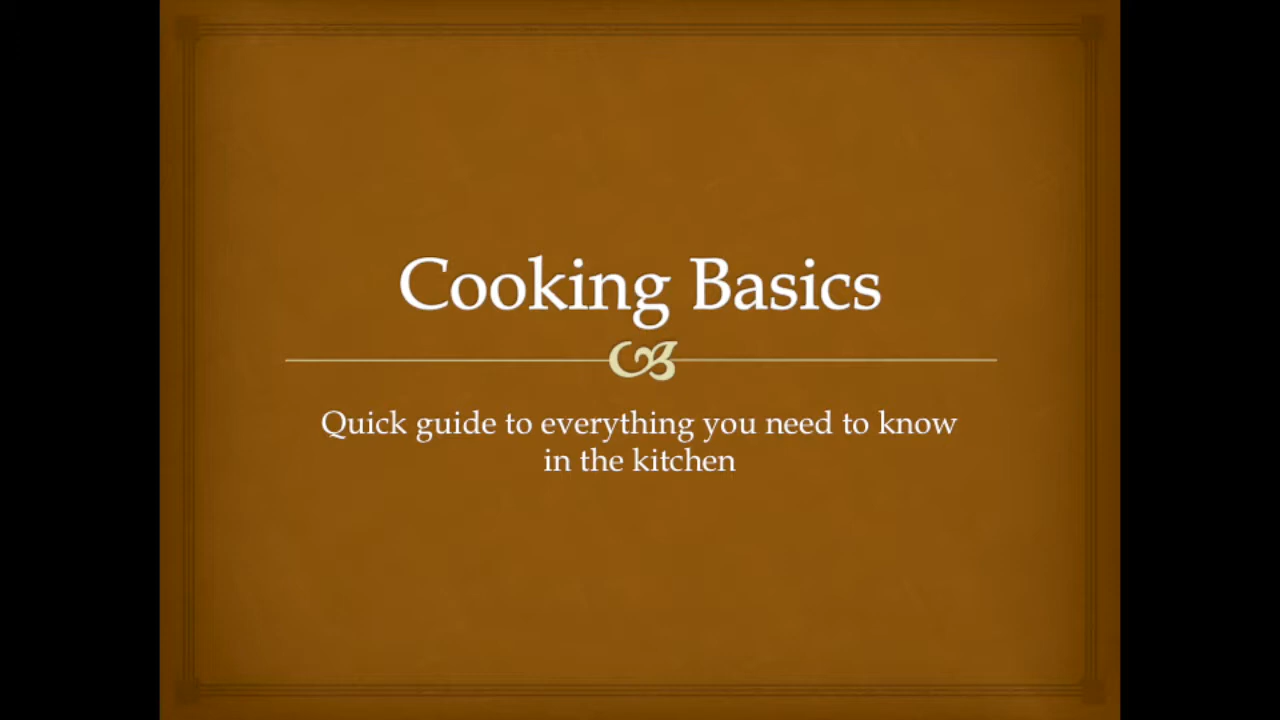 Cooking Basics
Quick guide to everything you need to know
in the kitchen